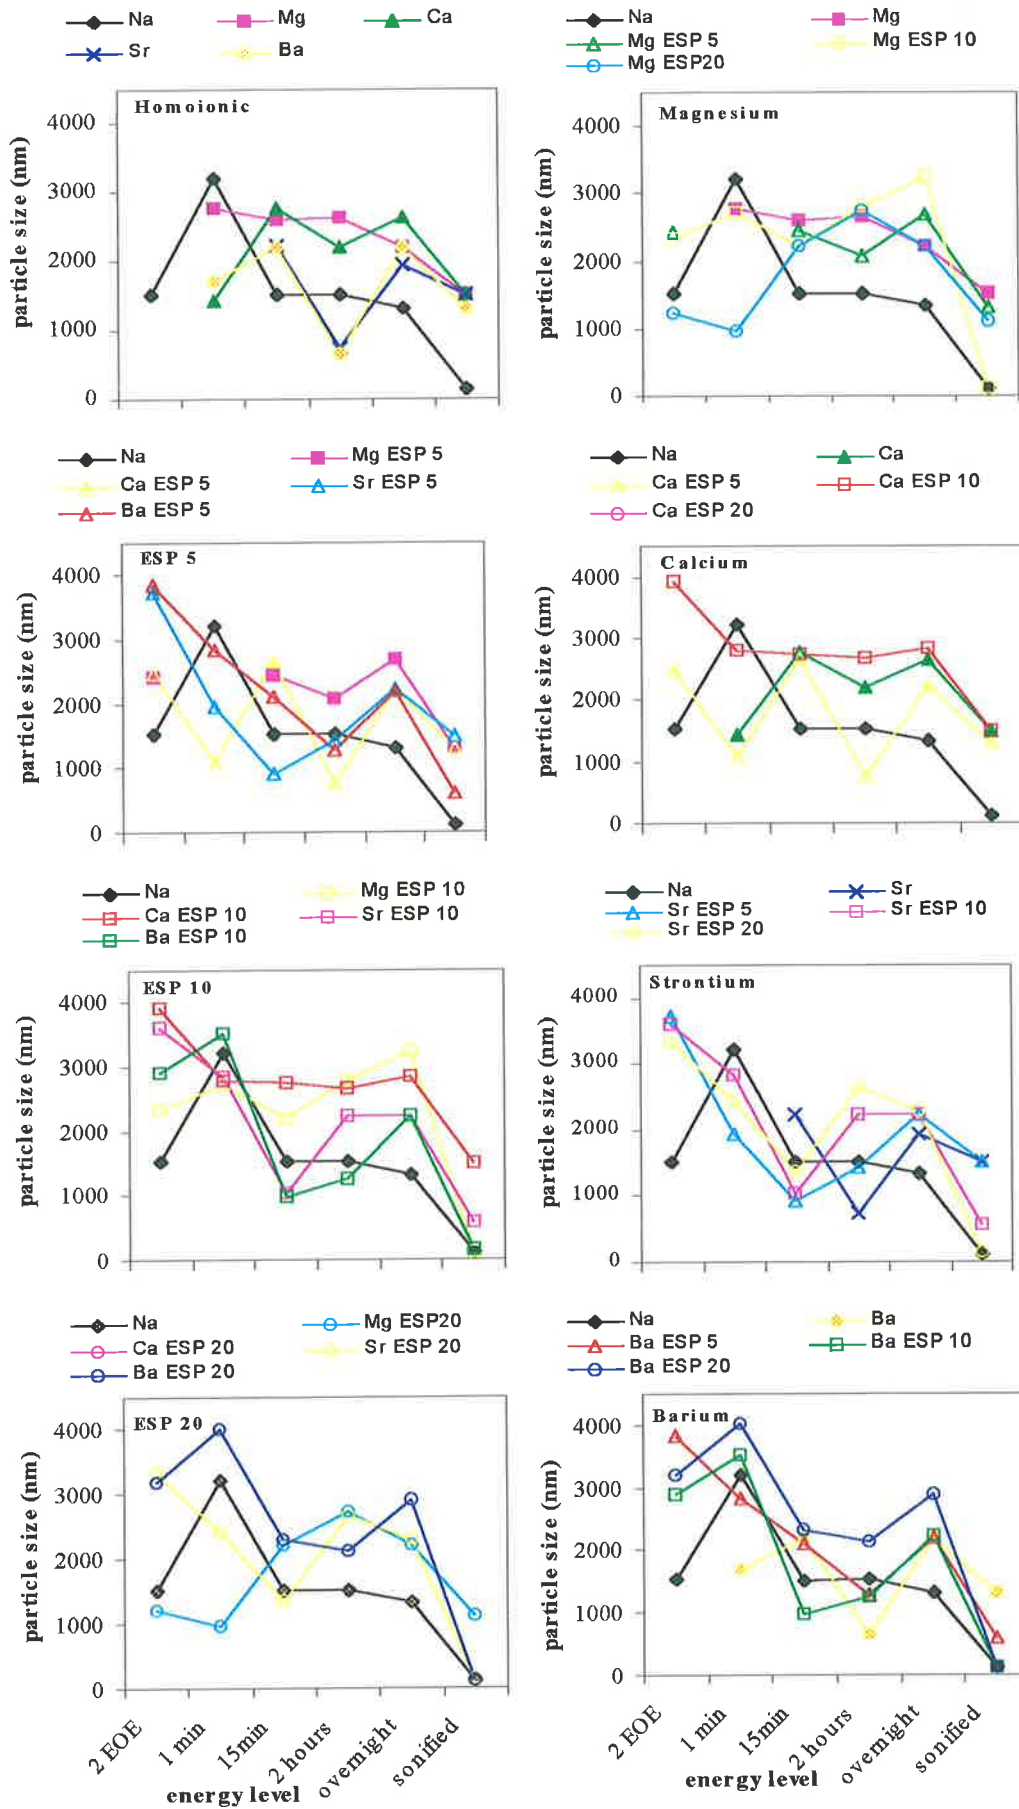 Na Mg Ca
Sr Ba
Homoionic
4000
3000
2000
1000
0
particle size (nm)
Na Mg
Mg ESP 5 Mg ESP 10
Mg ESP20
Magnesium
4000
3000
2000
1000
0
particle size (nm)
Na Mg ESP 5
Ca ESP 5 Sr ESP 5
Ba ESP 5
ESP 5
4000
3000
2000
1000
0
particle size (nm)
Na Ca
Ca ESP 5 Ca ESP 10
Ca ESP 20
Calcium
4000
3000
2000
1000
0
particle size (nm)
Na Mg ESP 10
Ca ESP 10 Sr ESP 10
Ba ESP 10
ESP 10
4000
3000
2000
1000
0
particle size (nm)
Na Sr
Sr ESP 5 Sr ESP 10
Sr ESP 20
Strontium
4000
3000
2000
1000
0
particle size (nm)
Na Mg ESP20
Ca ESP 20 Sr ESP 20
Ba ESP 20
ESP 20
4000
3000
2000
1000
0
particle size (nm)
2 EOE
1 min
15min
2 hours
overnight
sonified
energy level
Na Ba
Ba ESP 5 Ba ESP 10
Ba ESP 20
Barium
4000
3000
2000
1000
0
particle size (nm)
2 EOE
1 min
15min
2 hours
overnight
sonified
energy level